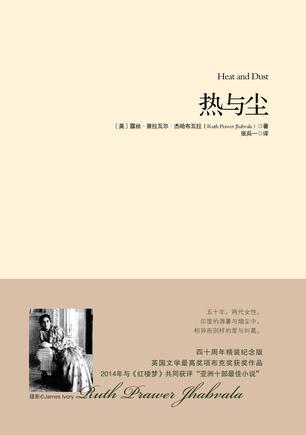 Heat and Dust
热与尘
［英］露丝·普拉瓦尔·杰哈布瓦拉（Ruth Prawer Jhabvala）◎著
张兵一◎译
五十年，两代女性，
印度的溽暑与烟尘中，
相异而别样的爱与纠葛。
四十周年精装纪念版
英国文学最高奖项布克奖获奖作品
2014年与《红楼梦》共同获评“亚洲十部最佳小说”
摄影©James Ivory
Ruth Prawer Jhabvala